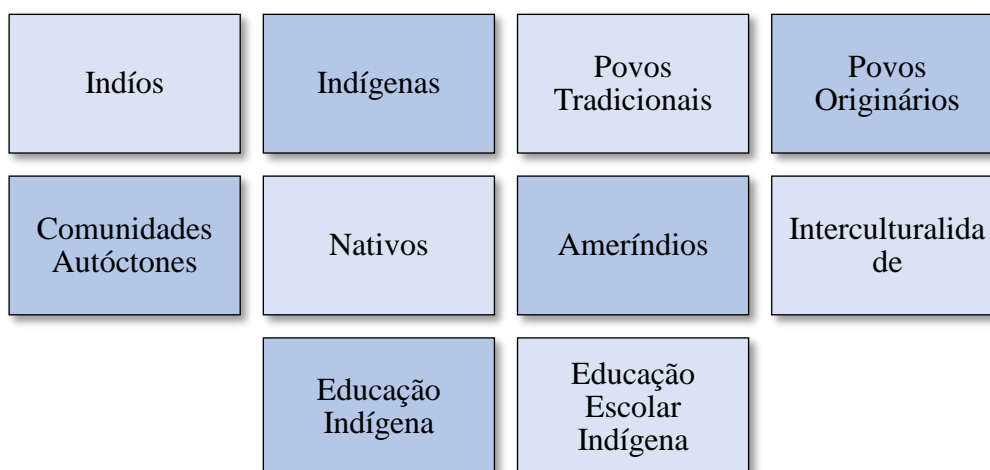 Indíos
Indígenas
Povos
Tradicionais
Povos
Originários
Comunidades
Autóctones
Nativos
Ameríndios
Interculturalida
de
Educação
Indígena
Educação
Escolar
Indígena